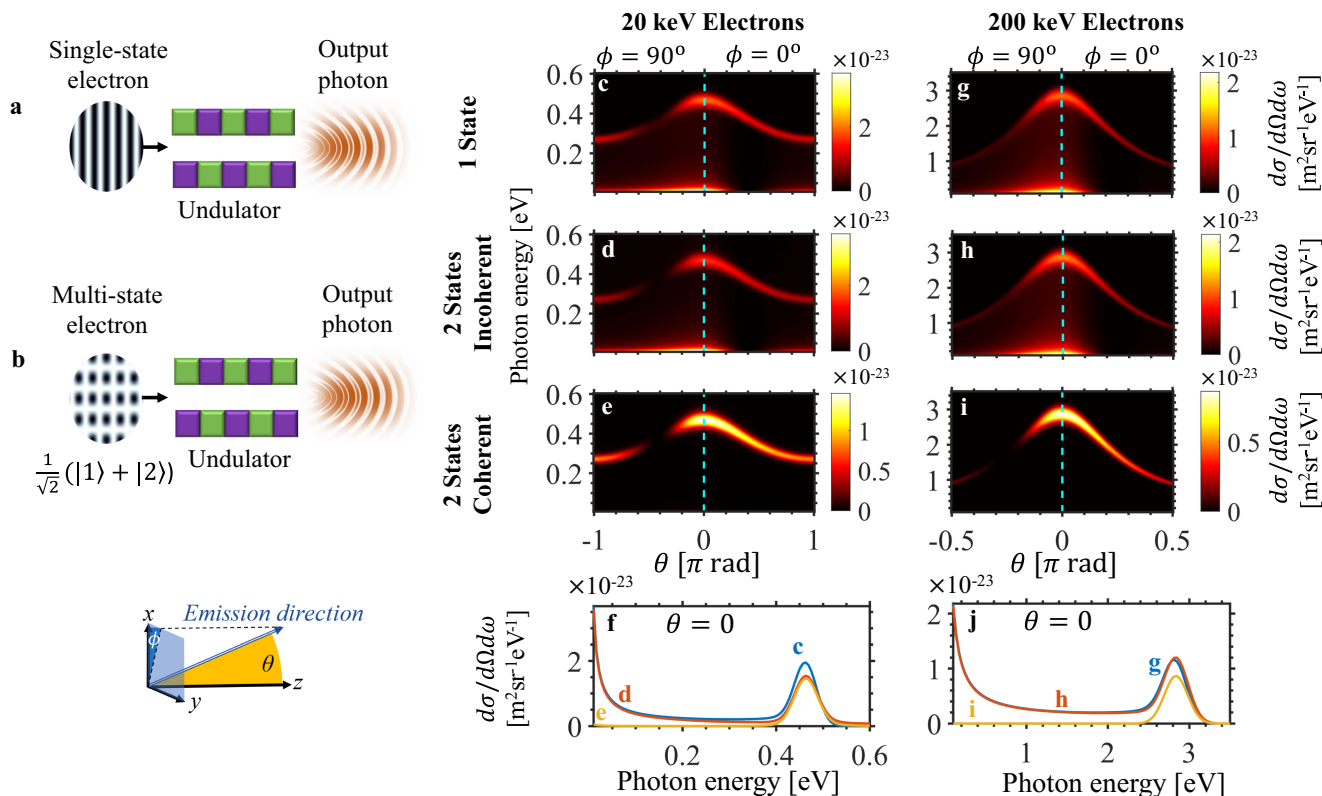 20 keV Electrons
200 keV Electrons
ϕ = 90° ϕ = 0°
ϕ = 90° ϕ = 0°
a
Single-state
electron
Output
photon
Undulator
b
Multi-state
electron
Output
photon
1/√2 (|1⟩ + |2⟩)
Undulator
x
ϕ
Emission direction
θ
z
y
1 State
2 States
Incoherent
2 States
Coherent
Photon energy [eV]
c
0.6
0.4
0.2
×10⁻²³
2
0
g
3
2
1
×10⁻²³
2
1
0
dσ/dΩdω
[m²sr⁻¹eV⁻¹]
d
0.6
0.4
0.2
×10⁻²³
2
0
h
3
2
1
×10⁻²³
2
1
0
dσ/dΩdω
[m²sr⁻¹eV⁻¹]
e
0.6
0.4
0.2
×10⁻²³
1
0.5
0
i
3
2
1
×10⁻²³
0.5
0
dσ/dΩdω
[m²sr⁻¹eV⁻¹]
-1 0 1
θ [π rad]
-0.5 0 0.5
θ [π rad]
×10⁻²³
f
θ = 0
c
d
e
2
0
dσ/dΩdω
[m²sr⁻¹eV⁻¹]
0.2 0.4 0.6
Photon energy [eV]
×10⁻²³
j
θ = 0
g
h
i
2
1
0
1 2 3
Photon energy [eV]